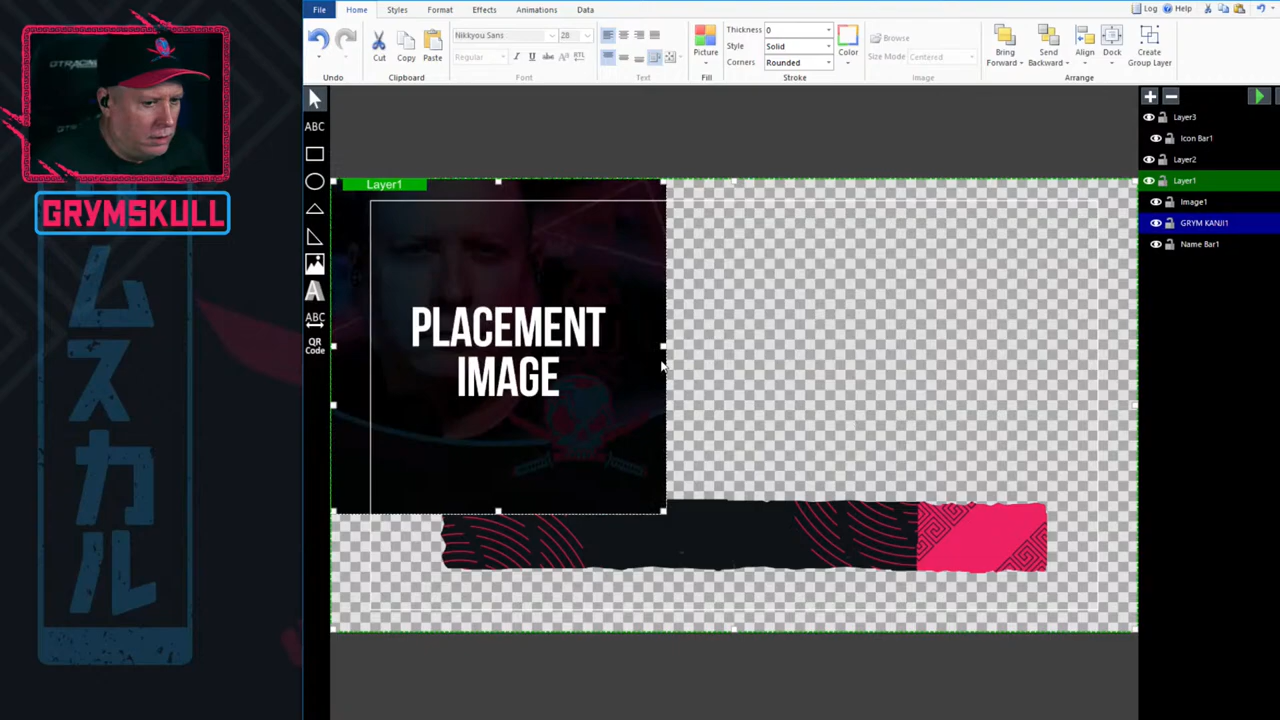 GTRACING
GRYMSKULL
ムスカル
File
Home
Styles
Format
Effects
Animations
Data
Log
Help
Undo
Cut
Copy
Paste
Clipboard
Nikkyou Sans
28
Regular
Font
Text
Picture
Fill
Thickness
0
Style
Solid
Corners
Rounded
Color
Stroke
Browse
Size Mode
Centered
Image
Bring Forward
Send Backward
Align
Dock
Create Group Layer
Arrange
ABC
ABC
QR Code
Layer1
PLACEMENT
IMAGE
Layer3
Icon Bar1
Layer2
Layer1
Image1
GRYM KANJI1
Name Bar1